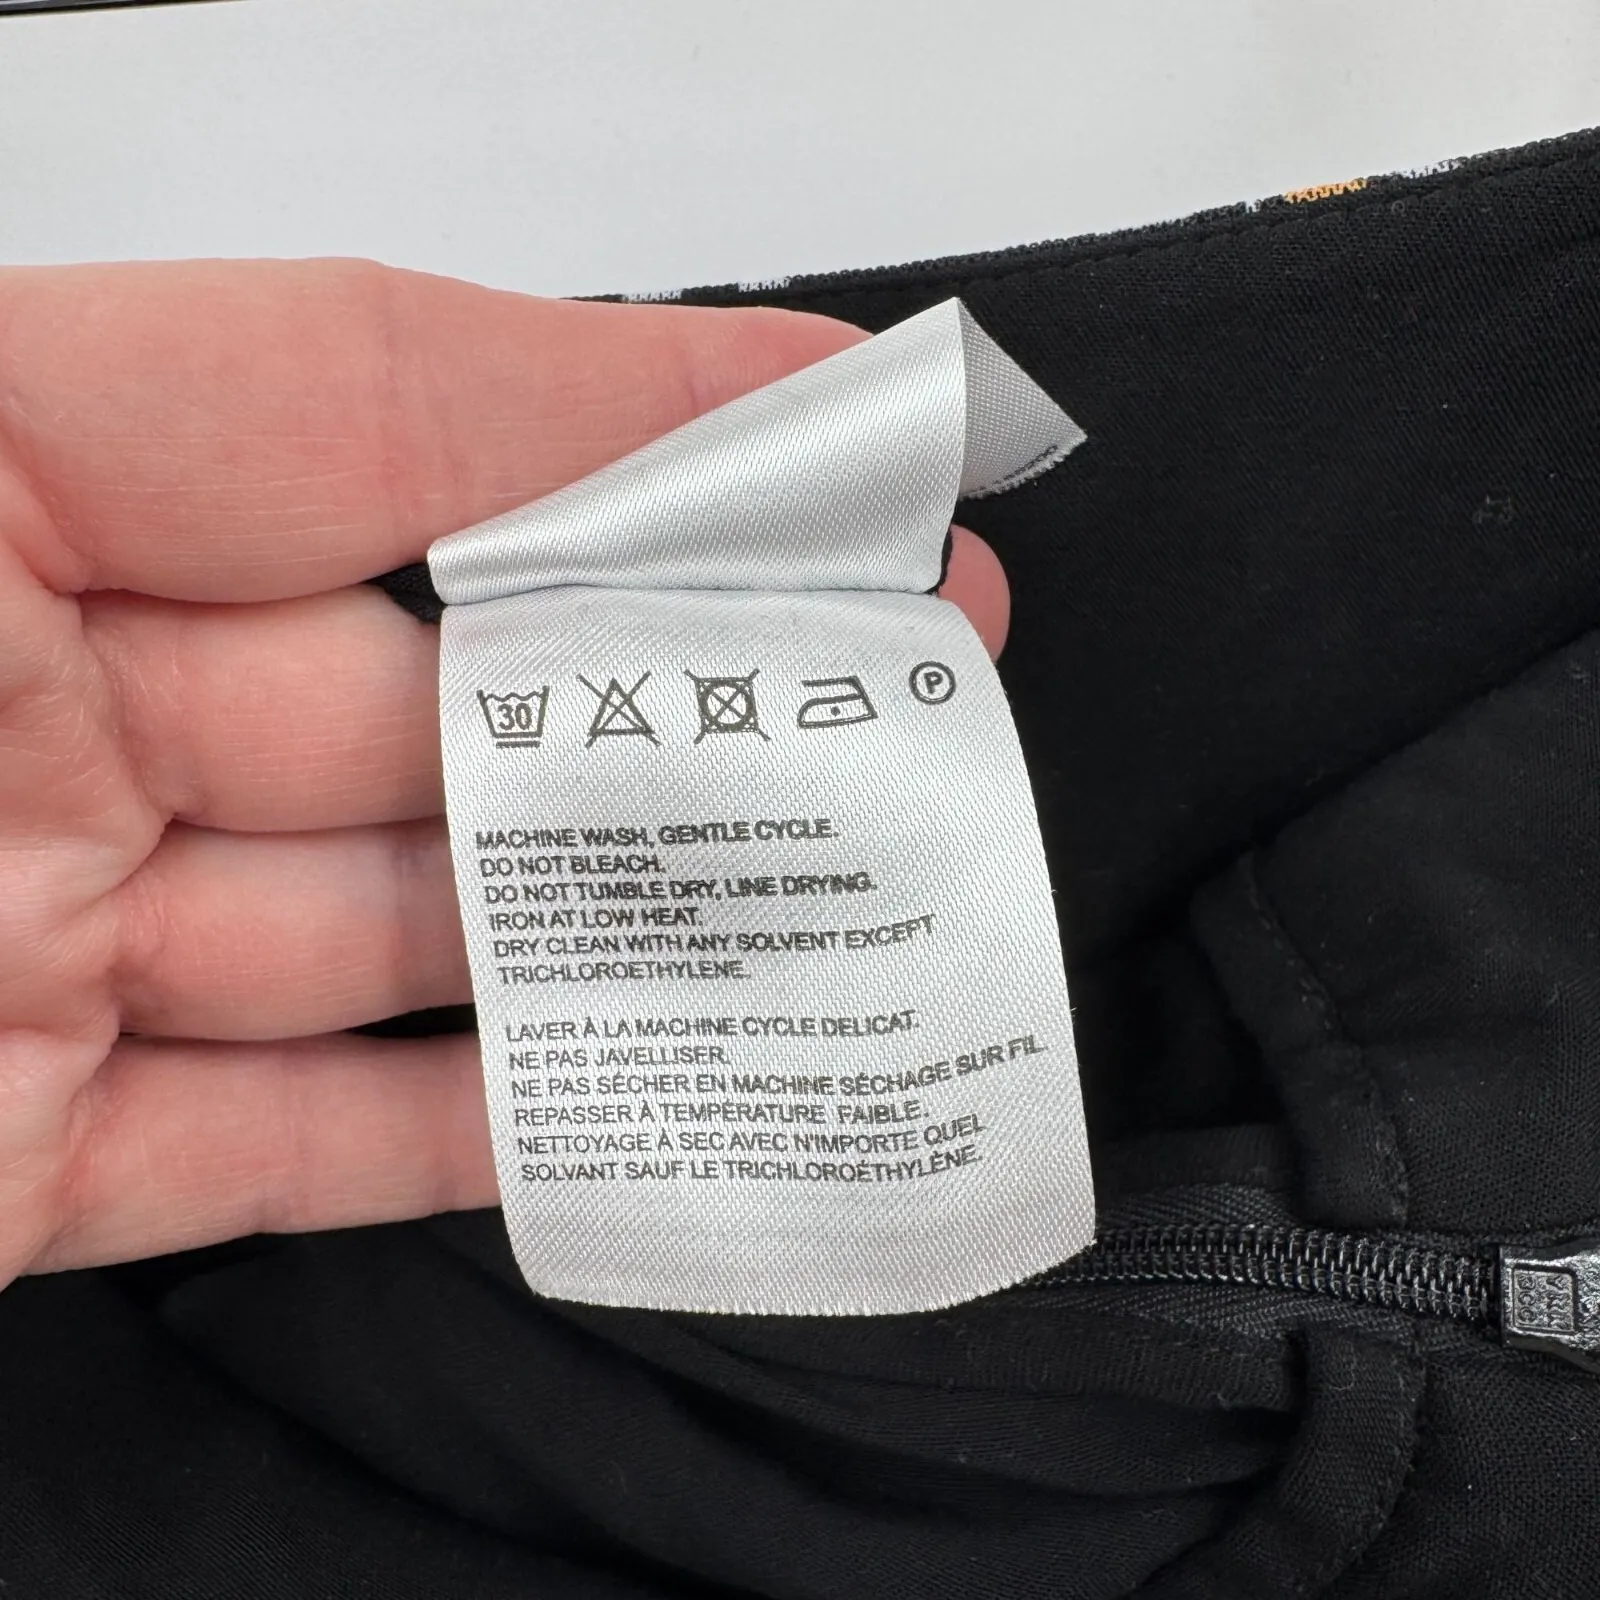 30
P
MACHINE WASH, GENTLE CYCLE.
DO NOT BLEACH.
DO NOT TUMBLE DRY, LINE DRYING.
IRON AT LOW HEAT.
DRY CLEAN WITH ANY SOLVENT EXCEPT
TRICHLOROETHYLENE.
LAVER À LA MACHINE CYCLE DELICAT.
NE PAS JAVELLISER.
NE PAS SÉCHER EN MACHINE SÉCHAGE SUR FIL.
REPASSER À TEMPÉRATURE FAIBLE.
NETTOYAGE À SEC AVEC N'IMPORTE QUEL
SOLVANT SAUF LE TRICHLOROÉTHYLÈNE.